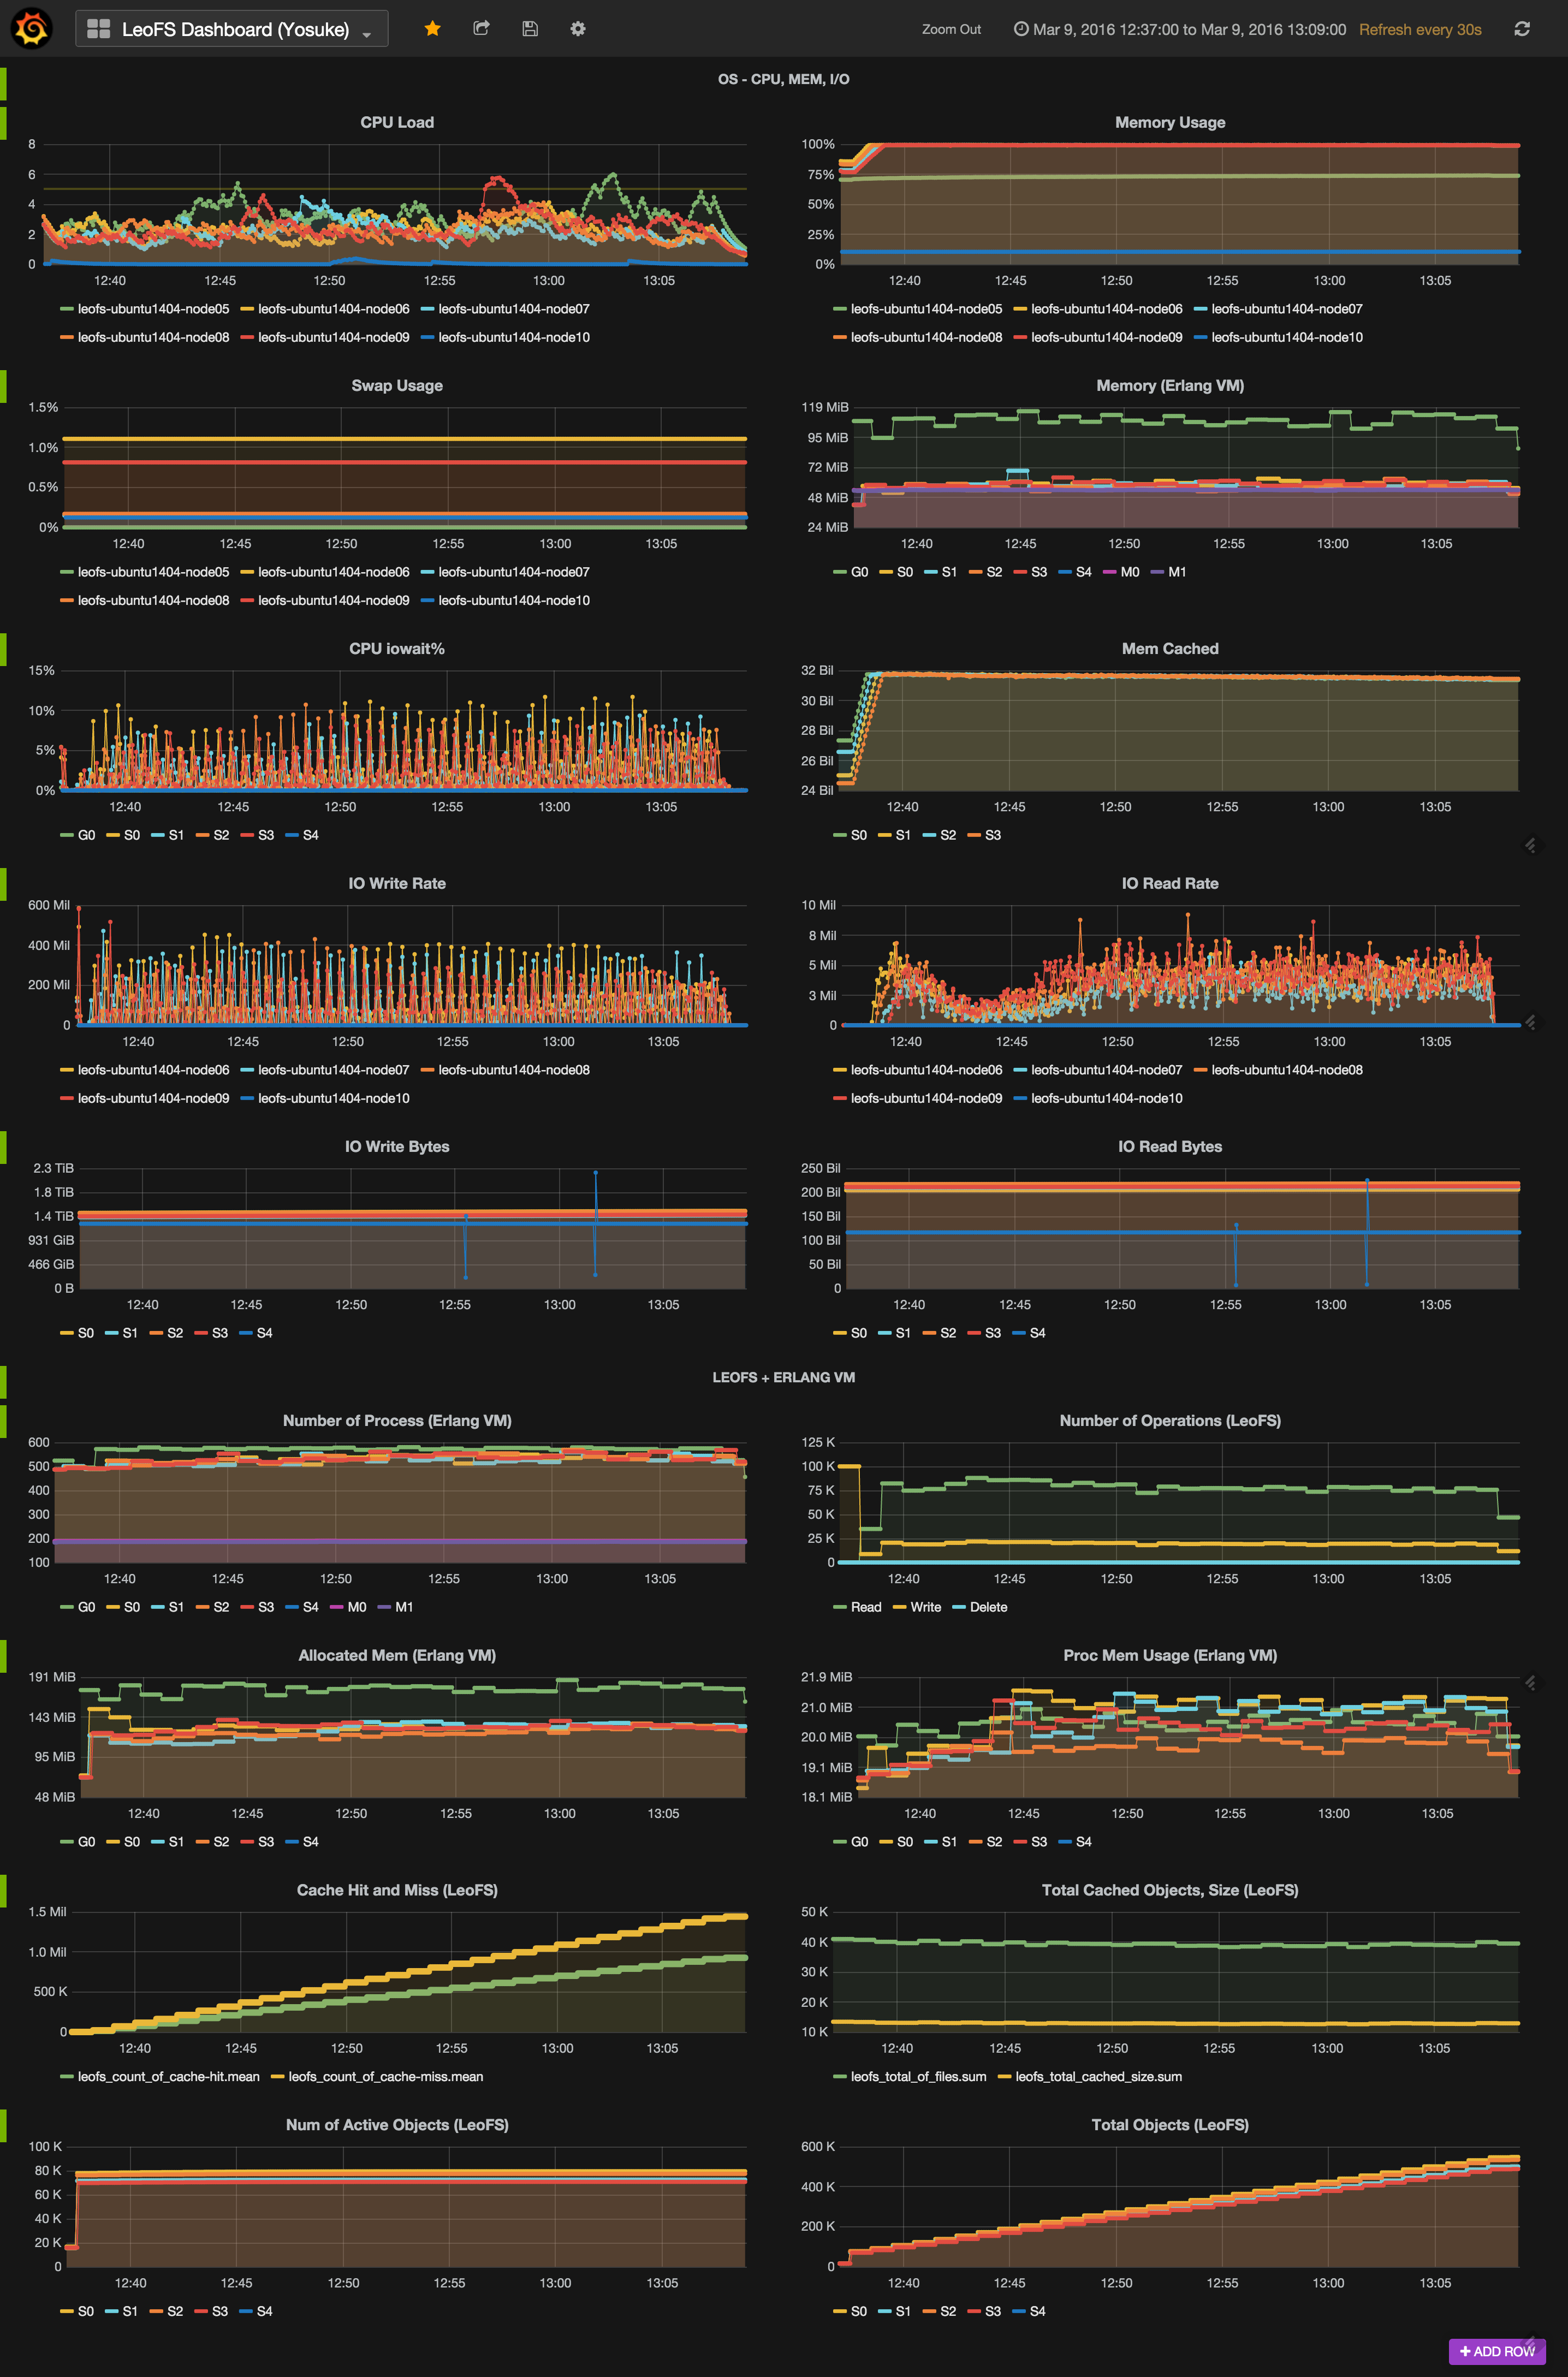 LeoFS Dashboard (Yosuke)
Zoom Out
Mar 9, 2016 12:37:00 to Mar 9, 2016 13:09:00
Refresh every 30s
OS - CPU, MEM, I/O
CPU Load
8
6
4
2
0
12:40 12:45 12:50 12:55 13:00 13:05
leofs-ubuntu1404-node05 leofs-ubuntu1404-node06 leofs-ubuntu1404-node07
leofs-ubuntu1404-node08 leofs-ubuntu1404-node09 leofs-ubuntu1404-node10
Memory Usage
100%
75%
50%
25%
0%
12:40 12:45 12:50 12:55 13:00 13:05
leofs-ubuntu1404-node05 leofs-ubuntu1404-node06 leofs-ubuntu1404-node07
leofs-ubuntu1404-node08 leofs-ubuntu1404-node09 leofs-ubuntu1404-node10
Swap Usage
1.5%
1.0%
0.5%
0%
12:40 12:45 12:50 12:55 13:00 13:05
leofs-ubuntu1404-node05 leofs-ubuntu1404-node06 leofs-ubuntu1404-node07
leofs-ubuntu1404-node08 leofs-ubuntu1404-node09 leofs-ubuntu1404-node10
Memory (Erlang VM)
119 MiB
95 MiB
72 MiB
48 MiB
24 MiB
12:40 12:45 12:50 12:55 13:00 13:05
G0 S0 S1 S2 S3 S4 M0 M1
CPU iowait%
15%
10%
5%
0%
12:40 12:45 12:50 12:55 13:00 13:05
G0 S0 S1 S2 S3 S4
Mem Cached
32 Bil
30 Bil
28 Bil
26 Bil
24 Bil
12:40 12:45 12:50 12:55 13:00 13:05
S0 S1 S2 S3
IO Write Rate
600 Mil
400 Mil
200 Mil
0
12:40 12:45 12:50 12:55 13:00 13:05
leofs-ubuntu1404-node06 leofs-ubuntu1404-node07 leofs-ubuntu1404-node08
leofs-ubuntu1404-node09 leofs-ubuntu1404-node10
IO Read Rate
10 Mil
8 Mil
5 Mil
3 Mil
0
12:40 12:45 12:50 12:55 13:00 13:05
leofs-ubuntu1404-node06 leofs-ubuntu1404-node07 leofs-ubuntu1404-node08
leofs-ubuntu1404-node09 leofs-ubuntu1404-node10
IO Write Bytes
2.3 TiB
1.8 TiB
1.4 TiB
931 GiB
466 GiB
0 B
12:40 12:45 12:50 12:55 13:00 13:05
S0 S1 S2 S3 S4
IO Read Bytes
250 Bil
200 Bil
150 Bil
100 Bil
50 Bil
0
12:40 12:45 12:50 12:55 13:00 13:05
S0 S1 S2 S3 S4
LEOFS + ERLANG VM
Number of Process (Erlang VM)
600
500
400
300
200
100
12:40 12:45 12:50 12:55 13:00 13:05
G0 S0 S1 S2 S3 S4 M0 M1
Number of Operations (LeoFS)
125 K
100 K
75 K
50 K
25 K
0
12:40 12:45 12:50 12:55 13:00 13:05
Read Write Delete
Allocated Mem (Erlang VM)
191 MiB
143 MiB
95 MiB
48 MiB
12:40 12:45 12:50 12:55 13:00 13:05
G0 S0 S1 S2 S3 S4
Proc Mem Usage (Erlang VM)
21.9 MiB
21.0 MiB
20.0 MiB
19.1 MiB
18.1 MiB
12:40 12:45 12:50 12:55 13:00 13:05
G0 S0 S1 S2 S3 S4
Cache Hit and Miss (LeoFS)
1.5 Mil
1.0 Mil
500 K
0
12:40 12:45 12:50 12:55 13:00 13:05
leofs_count_of_cache-hit.mean leofs_count_of_cache-miss.mean
Total Cached Objects, Size (LeoFS)
50 K
40 K
30 K
20 K
10 K
12:40 12:45 12:50 12:55 13:00 13:05
leofs_total_of_files.sum leofs_total_cached_size.sum
Num of Active Objects (LeoFS)
100 K
80 K
60 K
40 K
20 K
0
12:40 12:45 12:50 12:55 13:00 13:05
S0 S1 S2 S3 S4
Total Objects (LeoFS)
600 K
400 K
200 K
0
12:40 12:45 12:50 12:55 13:00 13:05
S0 S1 S2 S3 S4
+ ADD ROW